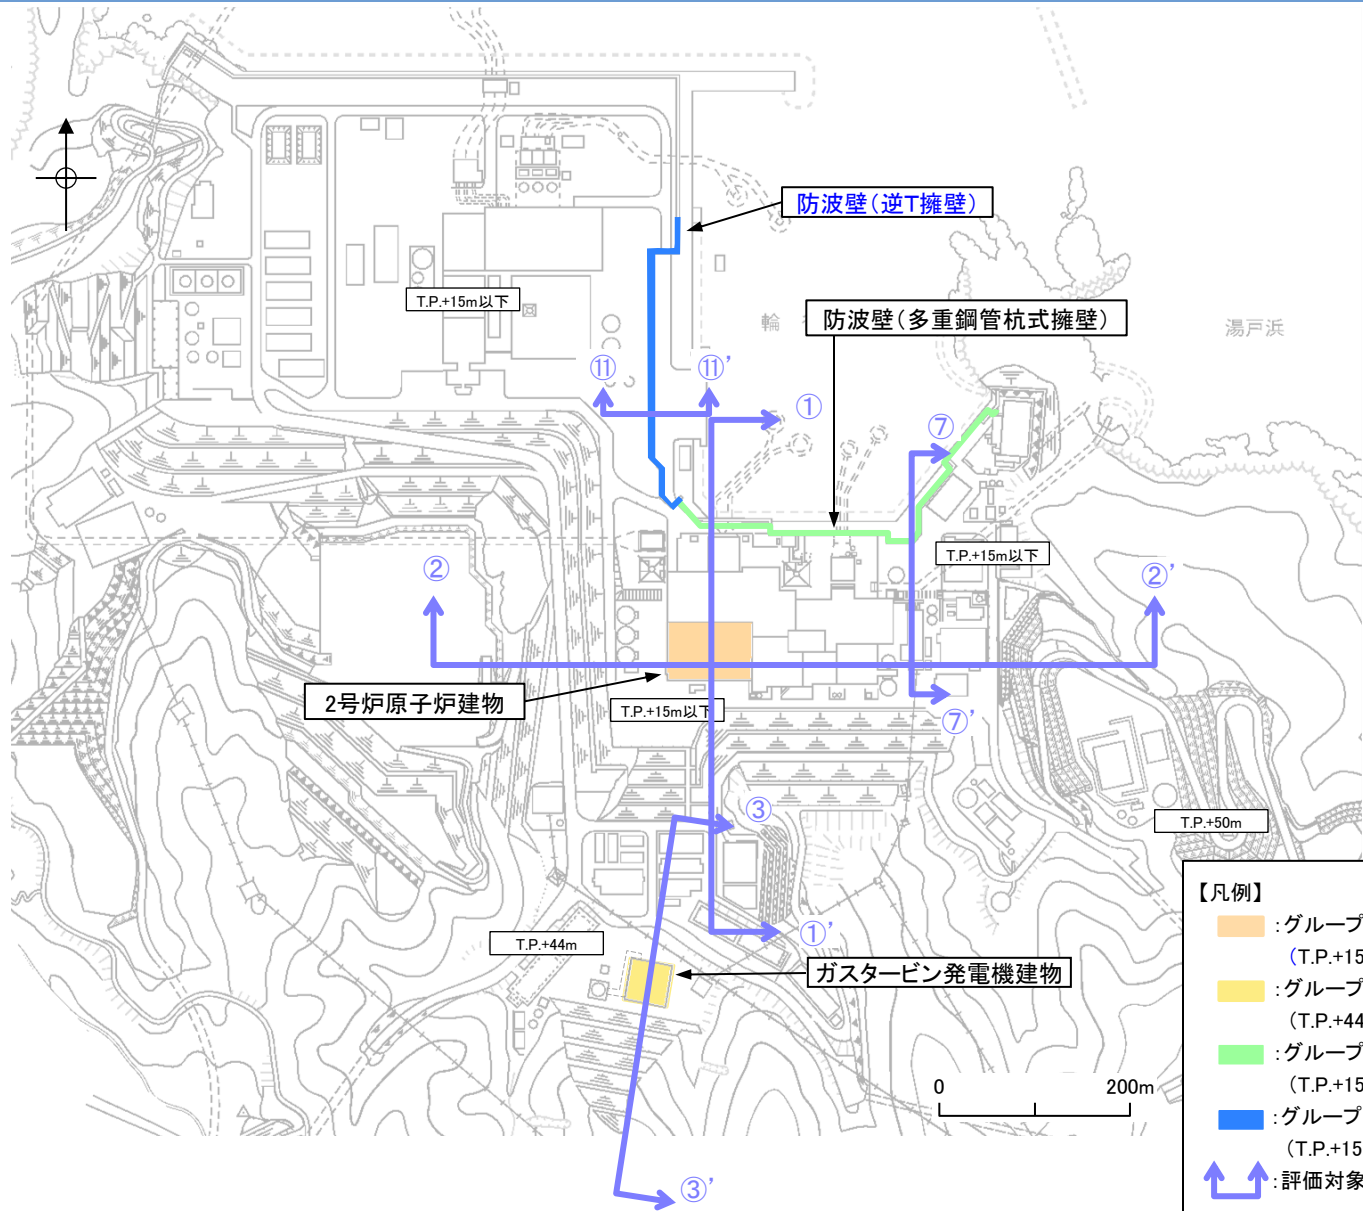 防波壁(逆T擁壁)
T.P.+15m以下
輪
防波壁(多重鋼管杭式擁壁)
湯戸浜
⑪
⑪'
①
⑦
②
T.P.+15m以下
②'
2号炉原子炉建物
T.P.+15m以下
⑦'
③
T.P.+50m
①'
T.P.+44m
ガスタービン発電機建物
【凡例】
:グループ
(T.P.+15
:グループ
(T.P.+44
:グループ
(T.P.+15
:グループ
(T.P.+15
:評価対象
0
200m
③'